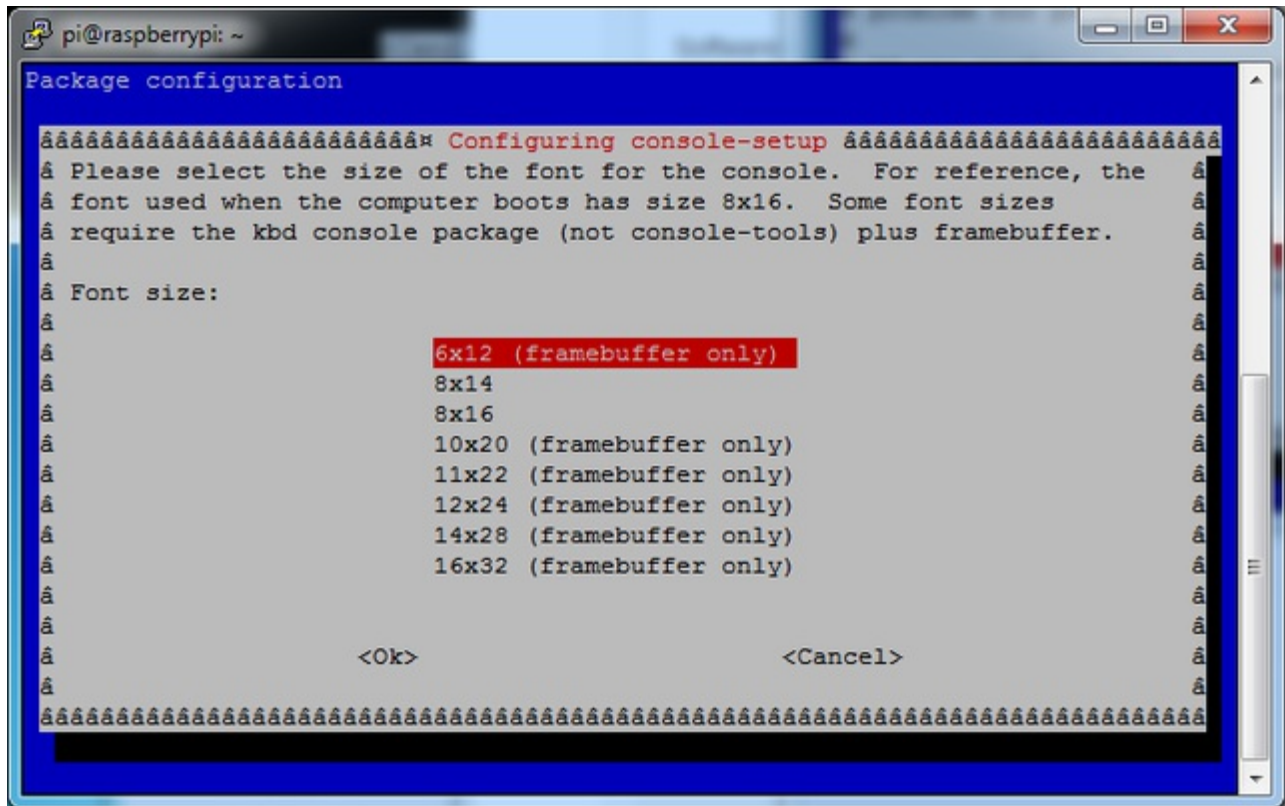 pi@raspberrypi: ~
Package configuration
âââââââââââââââââââââââââ¤ Configuring console-setup âââââââââââââââââââââââââ
â Please select the size of the font for the console.  For reference, the   â
â font used when the computer boots has size 8x16.  Some font sizes         â
â require the kbd console package (not console-tools) plus framebuffer.     â
â                                                                           â
â Font size:                                                                â
â                                                                           â
â                         6x12 (framebuffer only)                           â
â                         8x14                                              â
â                         8x16                                              â
â                         10x20 (framebuffer only)                          â
â                         11x22 (framebuffer only)                          â
â                         12x24 (framebuffer only)                          â
â                         14x28 (framebuffer only)                          â
â                         16x32 (framebuffer only)                          â
â                                                                           â
â                                                                           â
â                    <Ok>                        <Cancel>                   â
â                                                                           â
âââââââââââââââââââââââââââââââââââââââââââââââââââââââââââââââââââââââââââââ